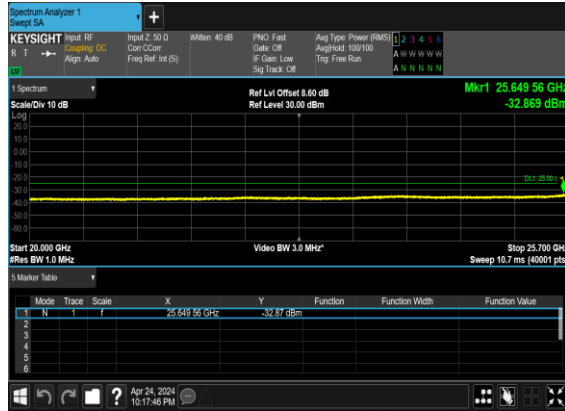 Spectrum Analyzer 1
Swept SA
+
KEYSIGHT Input: RF Input Z: 50 Ω #Atten: 40 dB PNO: Fast Avg Type: Power (RMS) 1 2 3 4 5 6
R T Coupling: DC Corr CCorr Gate: Off Avg|Hold: 100/100 A W W W W W
Align: Auto Freq Ref: Int (S) IF Gain: Low Trig: Free Run
Sig Track: Off A N N N N N
1 Spectrum Ref Lvl Offset 8.60 dB Mkr1 25.649 56 GHz
Scale/Div 10 dB Ref Level 30.00 dBm -32.869 dBm
Log
20.0
10.0
0.00
-10.0
-20.0
DL1 -25.00
-30.0
-40.0
-50.0
-60.0
Start 20.000 GHz Video BW 3.0 MHz* Stop 25.700 GH
#Res BW 1.0 MHz Sweep 10.7 ms (40001 pts
5 Marker Table
Mode Trace Scale X Y Function Function Width Function Value
1 N 1 f 25.649 56 GHz -32.87 dBm
2
3
4
5
6
? Apr 24, 2024
10:17:46 PM